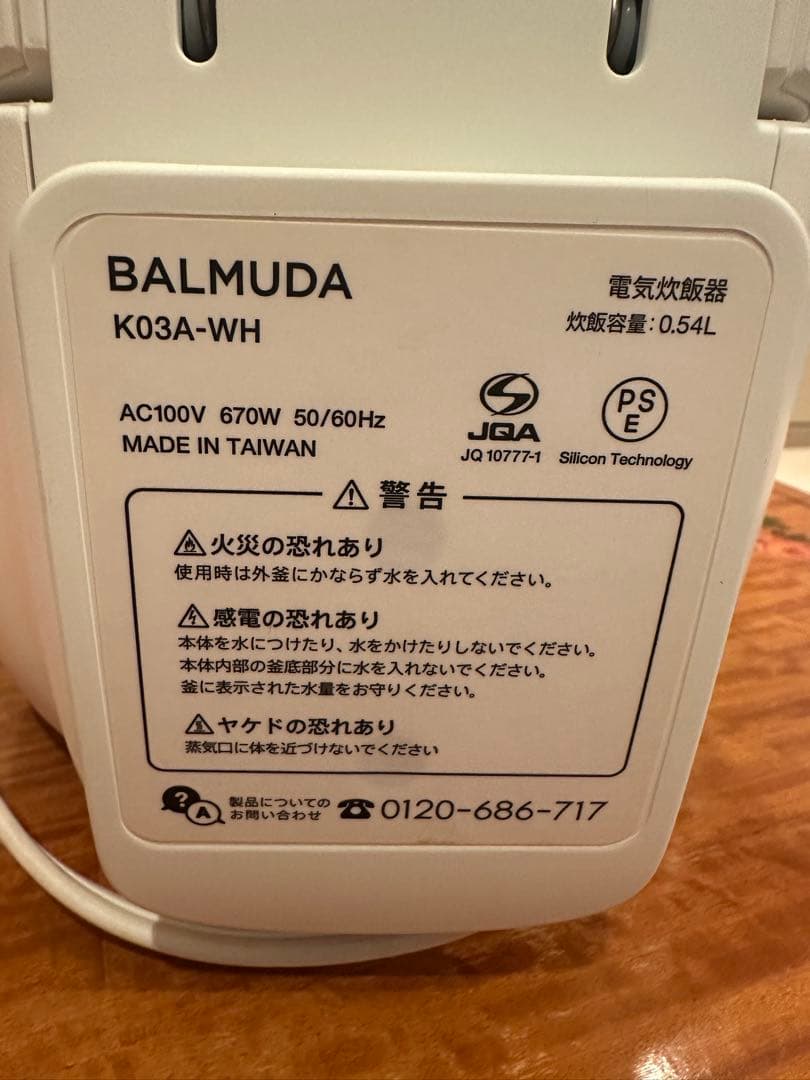 BALMUDA
K03A-WH
電気炊飯器
炊飯容量:0.54L
AC100V 670W 50/60Hz
MADE IN TAIWAN
JQA
JQ 10777-1
PS
E
Silicon Technology
警告
火災の恐れあり
使用時は外釜にかならず水を入れてください。
感電の恐れあり
本体を水につけたり、水をかけたりしないでください。
本体内部の釜底部分に水を入れないでください。
釜に表示された水量をお守りください。
ヤケドの恐れあり
蒸気口に体を近づけないでください
? A
製品についての
お問い合わせ
☎ 0120-686-717